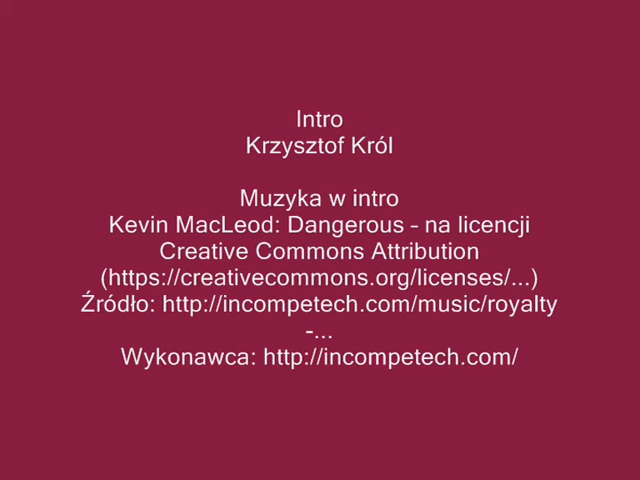 Intro
Krzysztof Król
Muzyka w intro
Kevin MacLeod: Dangerous – na licencji
Creative Commons Attribution
(https://creativecommons.org/licenses/...)
Źródło: http://incompetech.com/music/royalty
-...
Wykonawca: http://incompetech.com/